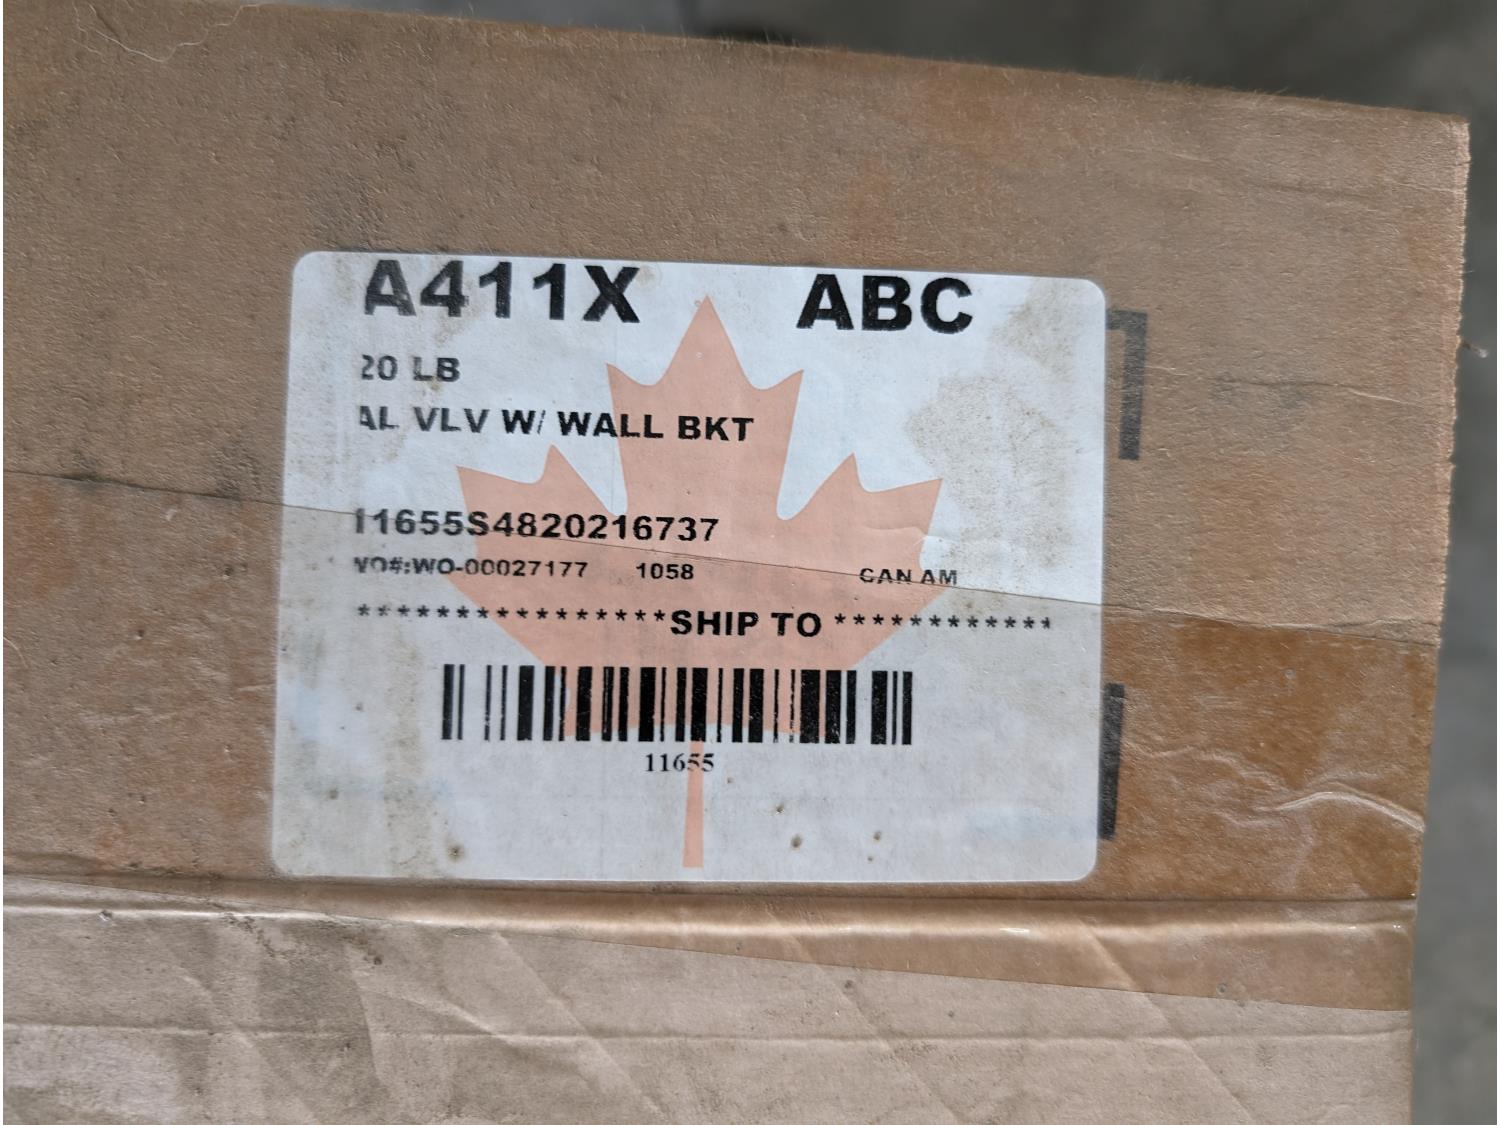 A411X ABC
20 LB
AL VLV W/ WALL BKT
11655S4820216737
WO#:WO-00027177 1058 CAN AM
****************SHIP TO ************
11655